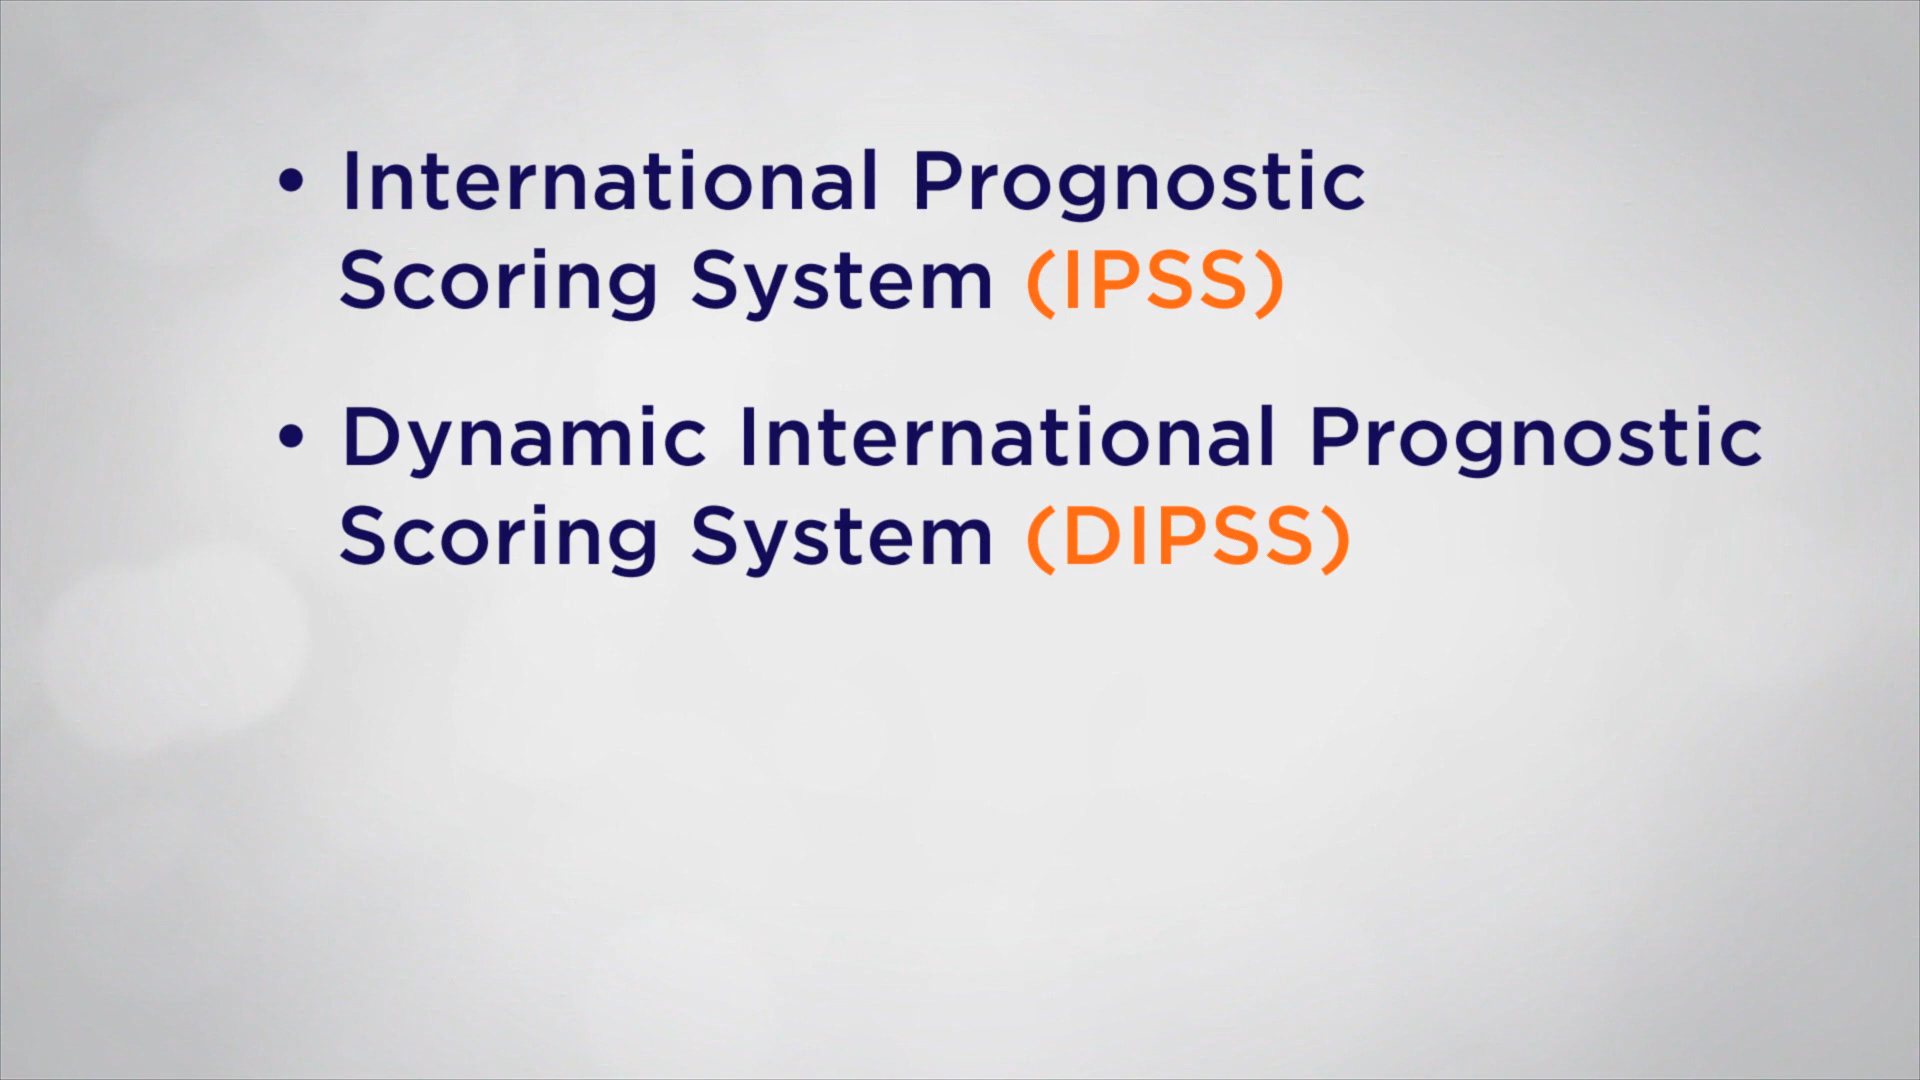 • International Prognostic
Scoring System (IPSS)
• Dynamic International Prognostic
Scoring System (DIPSS)